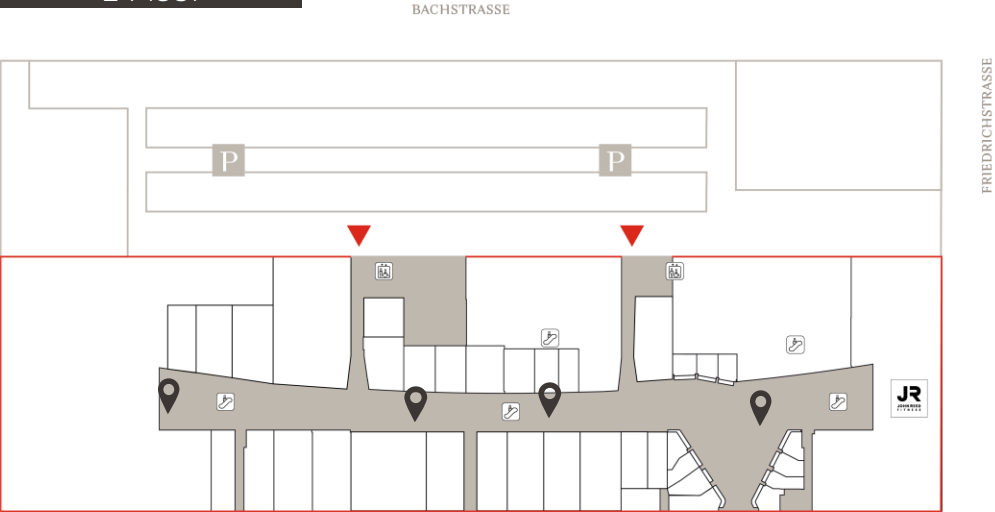 BACHSTRASSE
FRIEDRICHSTRASSE
P
P
JR
JOHN REED
FITNESS